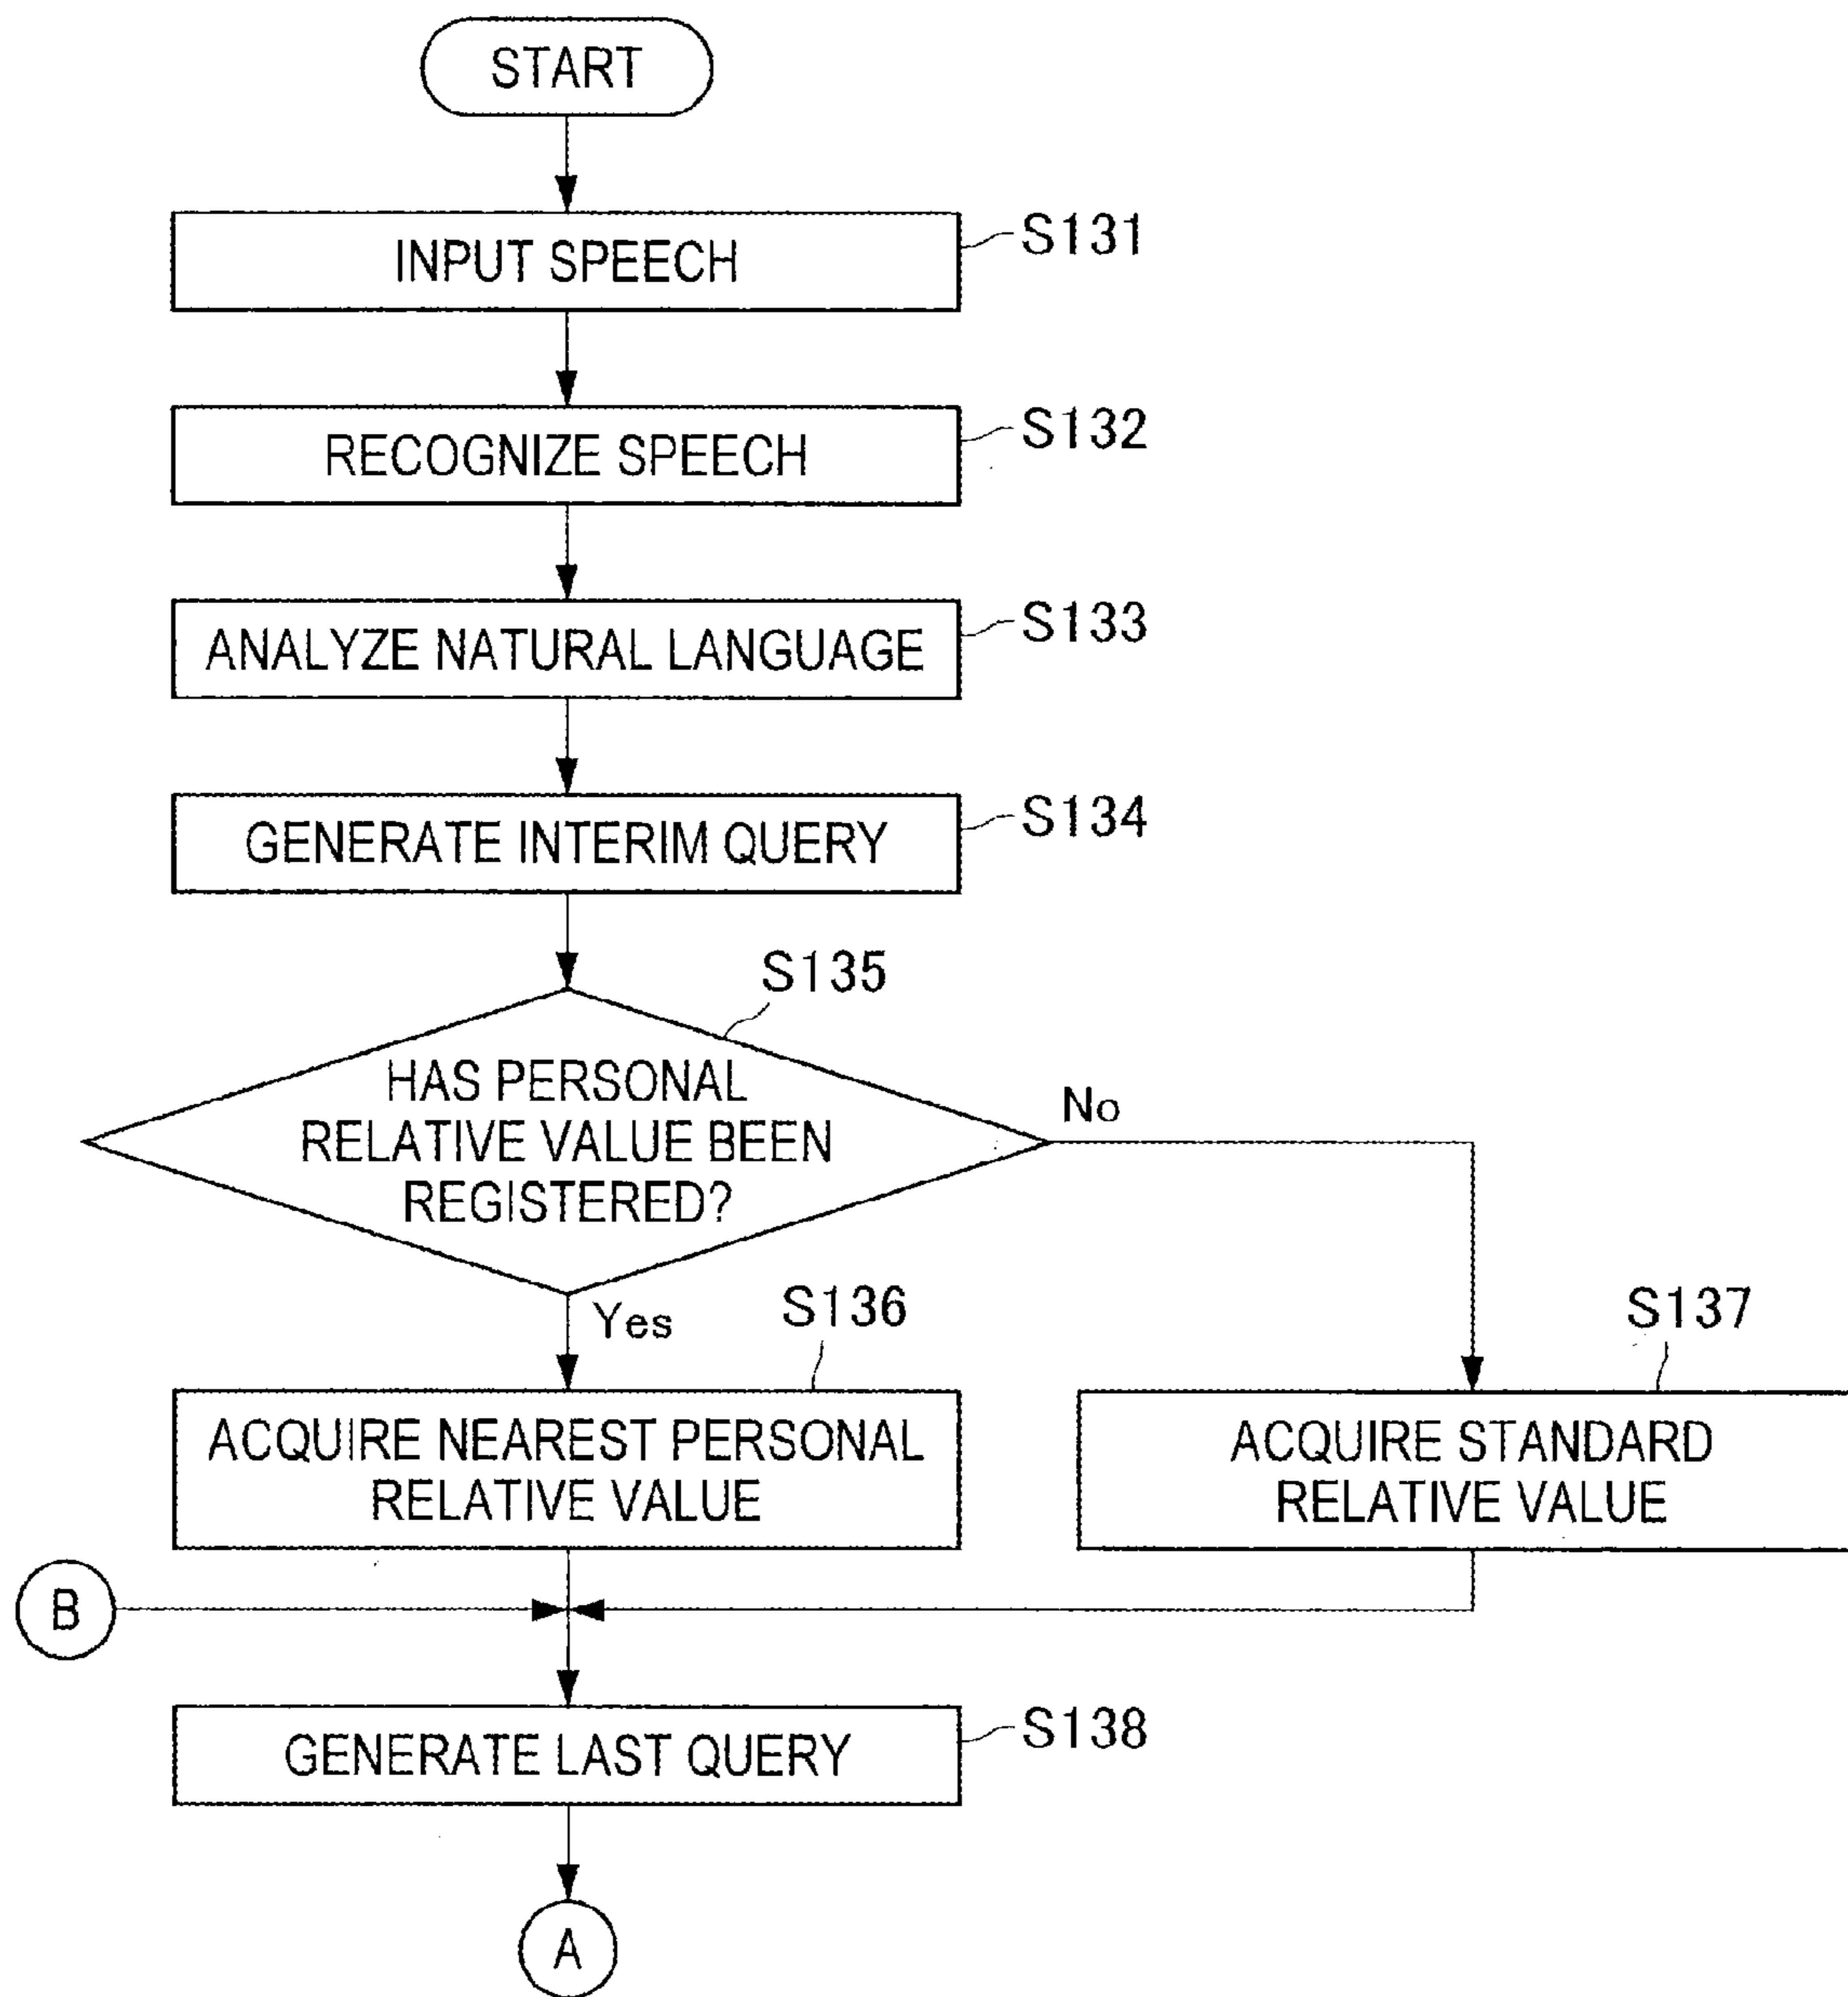 START
INPUT SPEECH
S131
RECOGNIZE SPEECH
S132
ANALYZE NATURAL LANGUAGE
S133
GENERATE INTERIM QUERY
S134
S135
HAS PERSONAL
RELATIVE VALUE BEEN
REGISTERED?
No
Yes
S136
S137
ACQUIRE NEAREST PERSONAL
RELATIVE VALUE
ACQUIRE STANDARD
RELATIVE VALUE
B
GENERATE LAST QUERY
S138
A